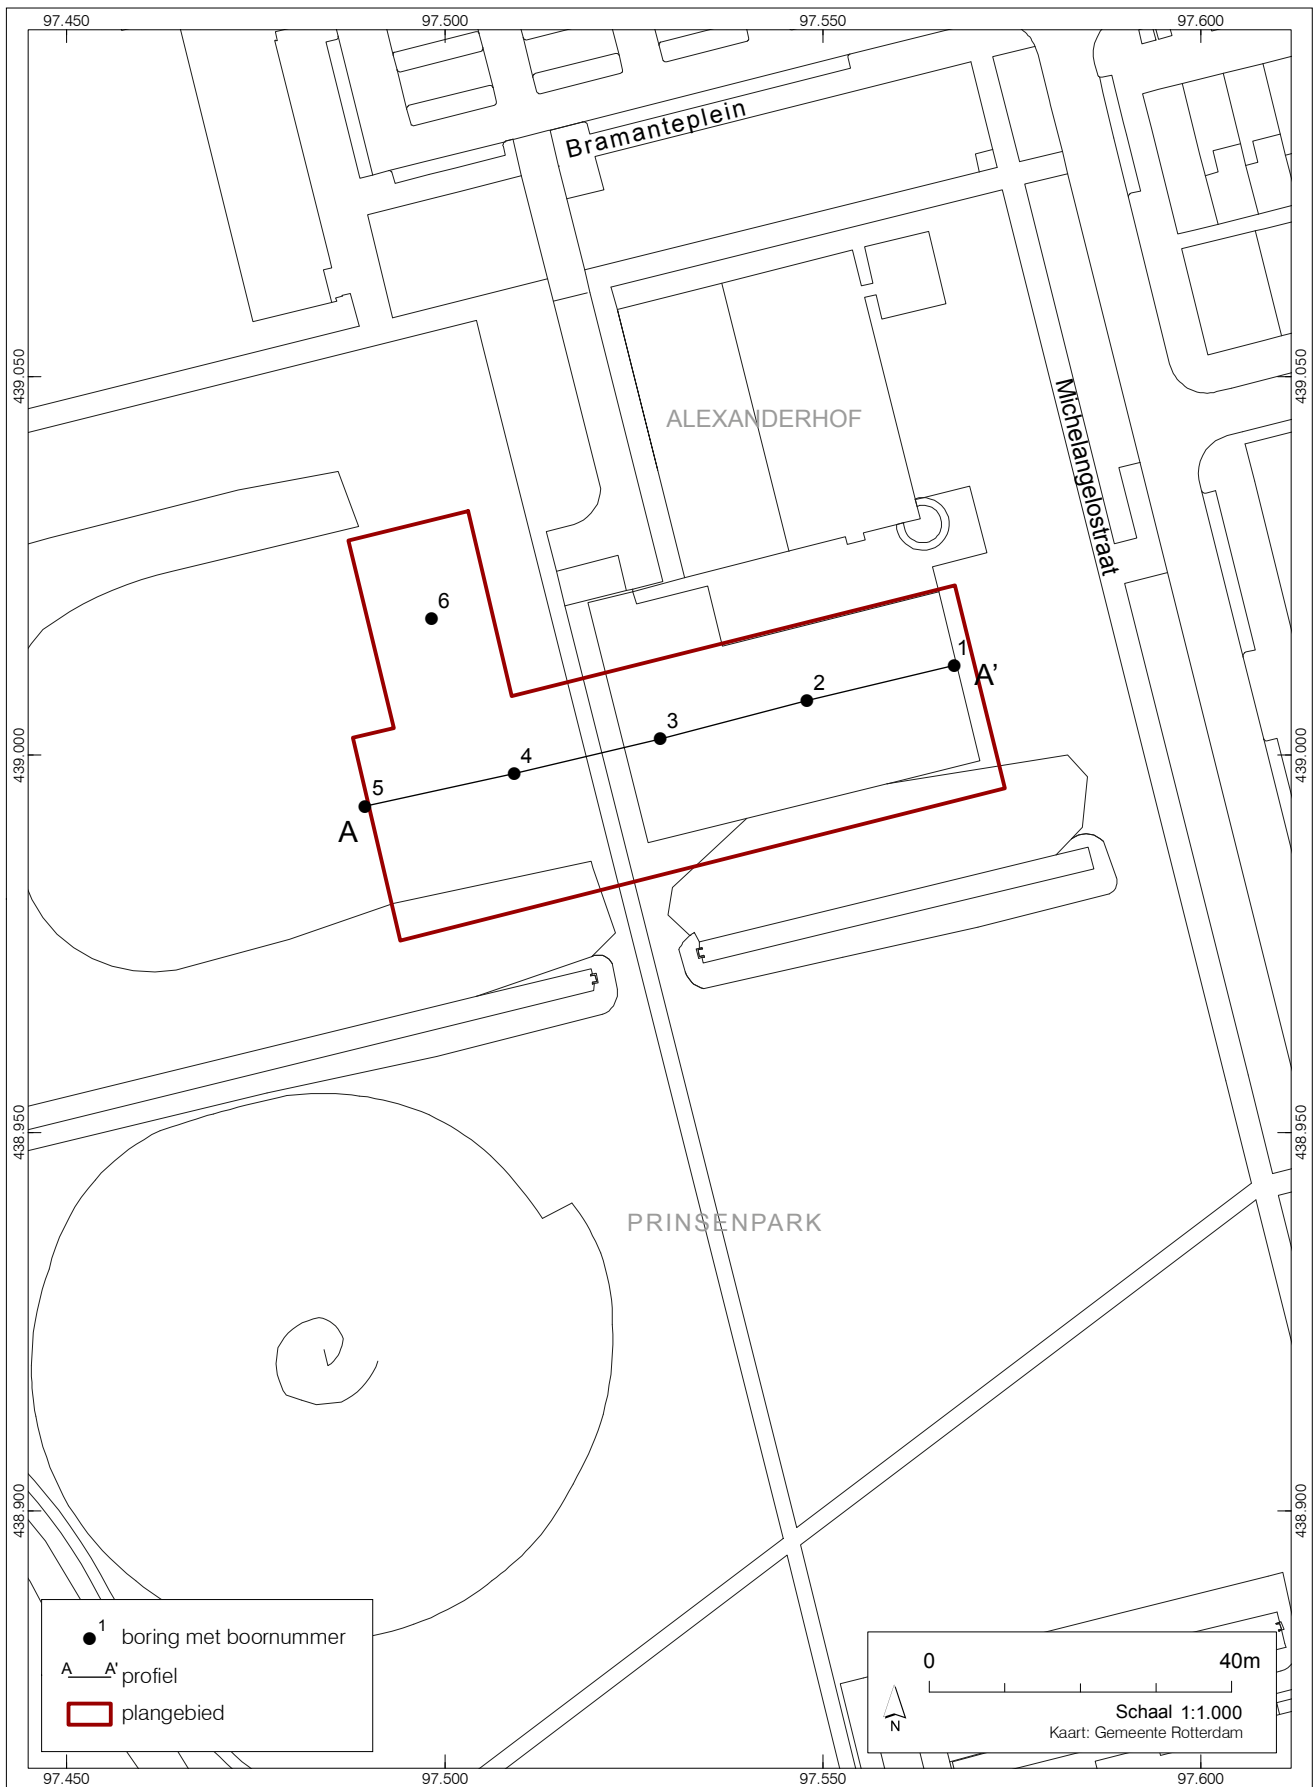 97.450
97.500
97.550
97.600
Bramanteplein
439.050
439.050
Michelangelostraat
ALEXANDERHOF
6
1
A'
2
3
4
5
A
439.000
439.000
438.950
438.950
PRINSENPARK
438.900
438.900
1
boring met boornummer
A A' profiel
plangebied
0 40m
N
Schaal 1:1.000
Kaart: Gemeente Rotterdam
97.450
97.500
97.550
97.600